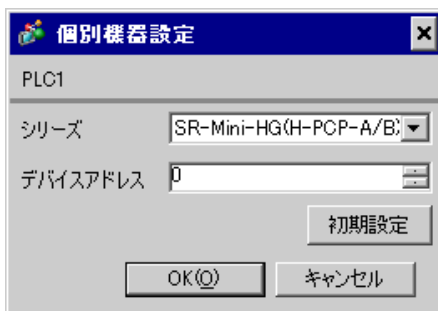 個別機器設定
PLC1
シリーズ SR-Mini-HG(H-PCP-A/B)
デバイスアドレス 0
初期設定
OK(O) キャンセル